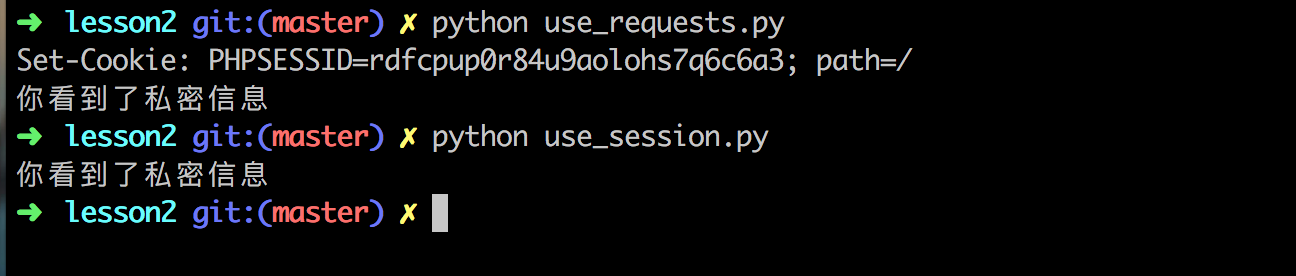 ➜ lesson2 git:(master) ✗ python use_requests.py
Set-Cookie: PHPSESSID=rdfcpup0r84u9aolohs7q6c6a3; path=/
你看到了私密信息
➜ lesson2 git:(master) ✗ python use_session.py
你看到了私密信息
➜ lesson2 git:(master) ✗